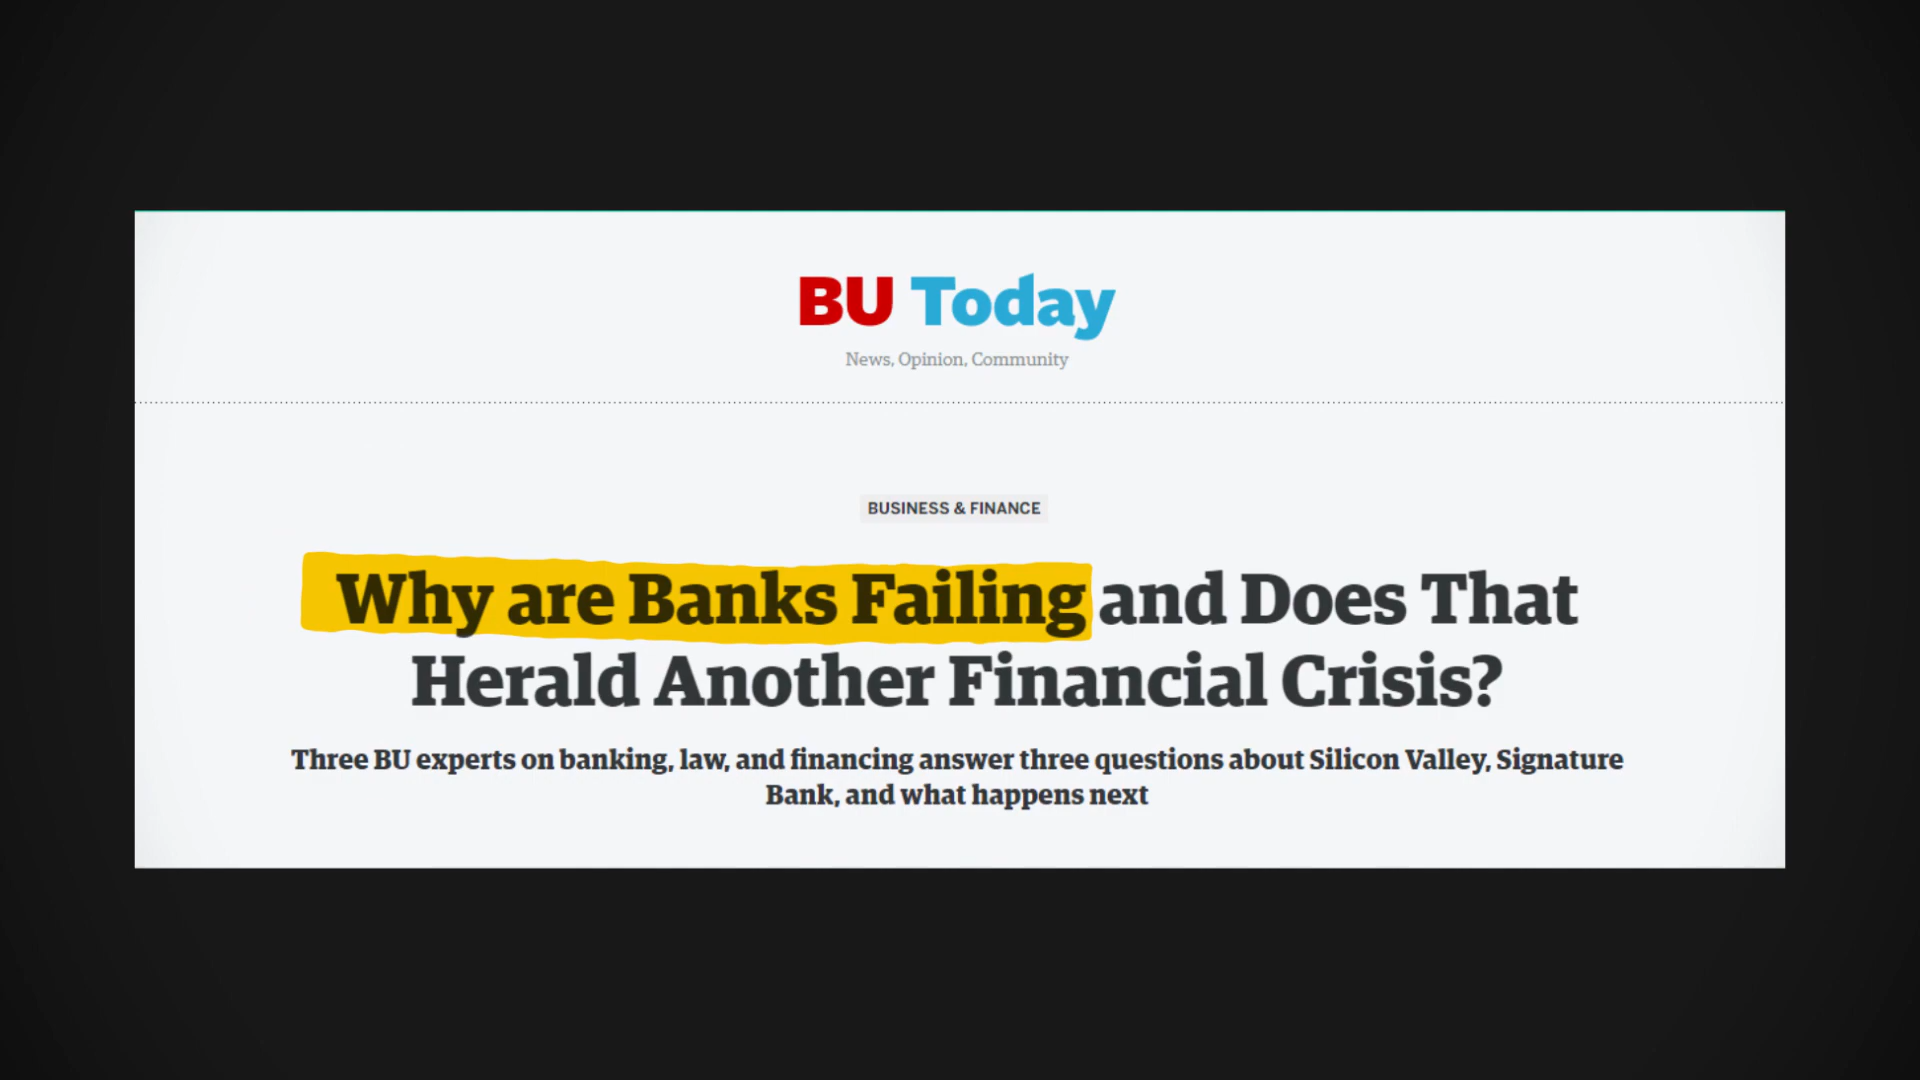 BU Today
News, Opinion, Community
BUSINESS & FINANCE
Why are Banks Failing and Does That
Herald Another Financial Crisis?
Three BU experts on banking, law, and financing answer three questions about Silicon Valley, Signature
Bank, and what happens next